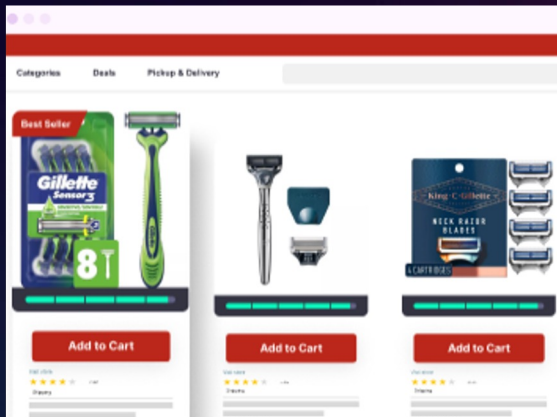 Categories Deals Pickup & Delivery
Best Seller
Gillette
Sensor3
8
King C. Gillette
NECK RAZOR
BLADES
4 CARTRIDGES
Add to Cart
Add to Cart
Add to Cart